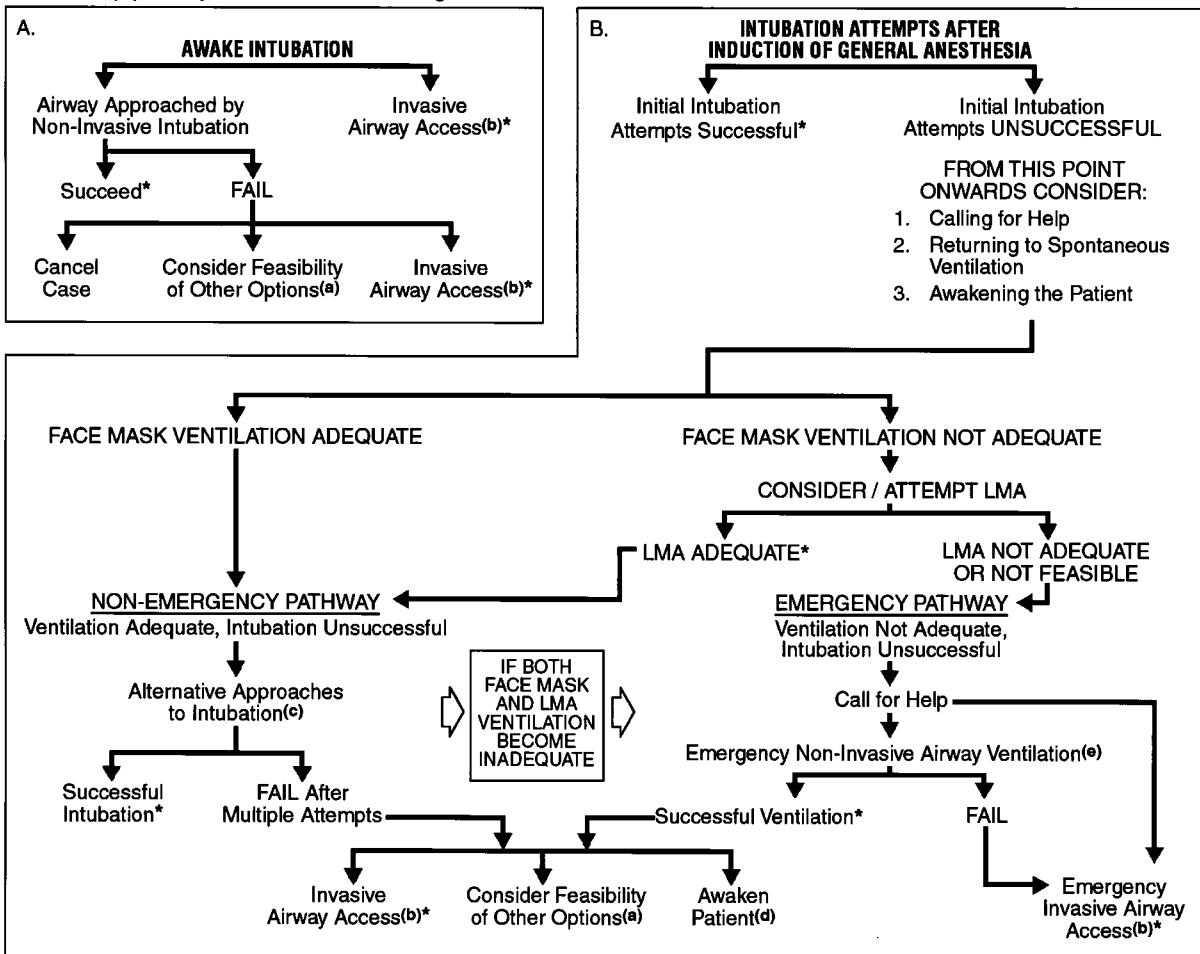 A.
AWAKE INTUBATION
Airway Approached by
Non-Invasive Intubation
Invasive
Airway Access(b)*
Succeed*
FAIL
Cancel
Case
Consider Feasibility
of Other Options(a)
Invasive
Airway Access(b)*
B.
INTUBATION ATTEMPTS AFTER
INDUCTION OF GENERAL ANESTHESIA
Initial Intubation
Attempts Successful*
Initial Intubation
Attempts UNSUCCESSFUL
FROM THIS POINT
ONWARDS CONSIDER:
1. Calling for Help
2. Returning to Spontaneous
Ventilation
3. Awakening the Patient
FACE MASK VENTILATION ADEQUATE
FACE MASK VENTILATION NOT ADEQUATE
CONSIDER / ATTEMPT LMA
LMA ADEQUATE*
LMA NOT ADEQUATE
OR NOT FEASIBLE
NON-EMERGENCY PATHWAY
Ventilation Adequate, Intubation Unsuccessful
EMERGENCY PATHWAY
Ventilation Not Adequate,
Intubation Unsuccessful
Alternative Approaches
to Intubation(c)
IF BOTH
FACE MASK
AND LMA
VENTILATION
BECOME
INADEQUATE
Call for Help
Emergency Non-Invasive Airway Ventilation(e)
Successful
Intubation*
FAIL After
Multiple Attempts
Successful Ventilation*
FAIL
Invasive
Airway Access(b)*
Consider Feasibility
of Other Options(a)
Awaken
Patient(d)
Emergency
Invasive Airway
Access(b)*